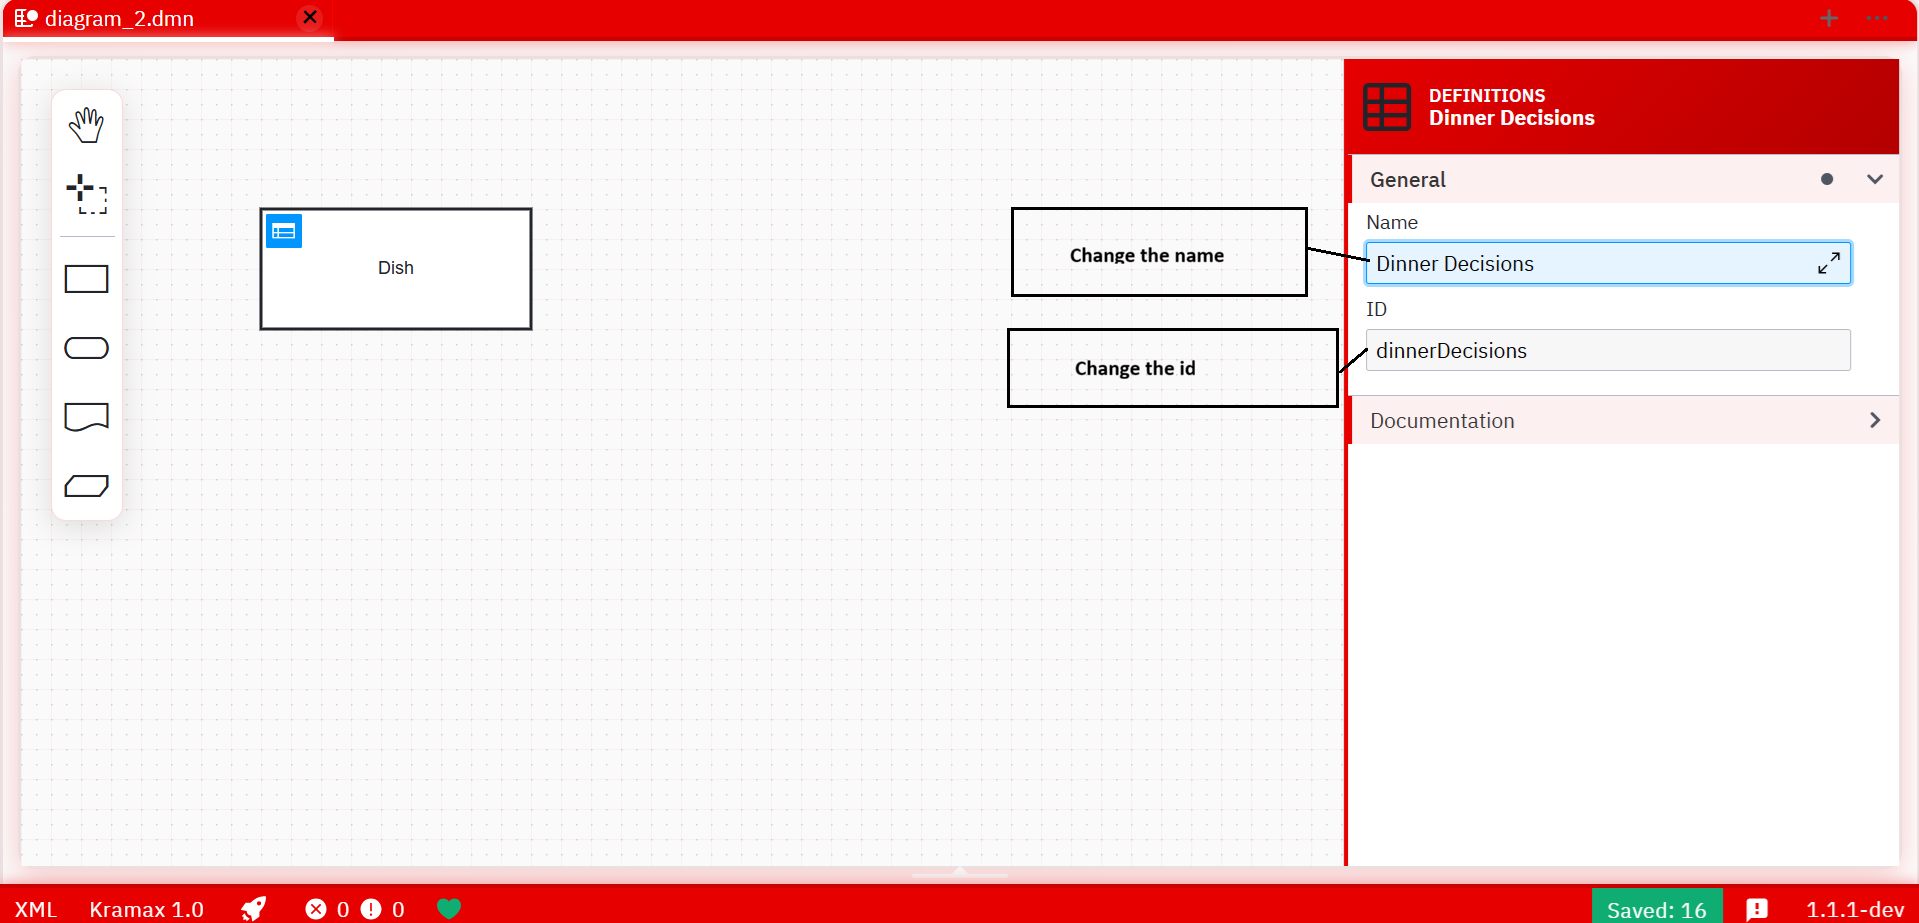 diagram_2.dmn
DEFINITIONS
Dinner Decisions
General
Name
Dinner Decisions
ID
dinnerDecisions
Documentation
Dish
Change the name
Change the id
XML
Kramax 1.0
0
0
Saved: 16
1.1.1-dev